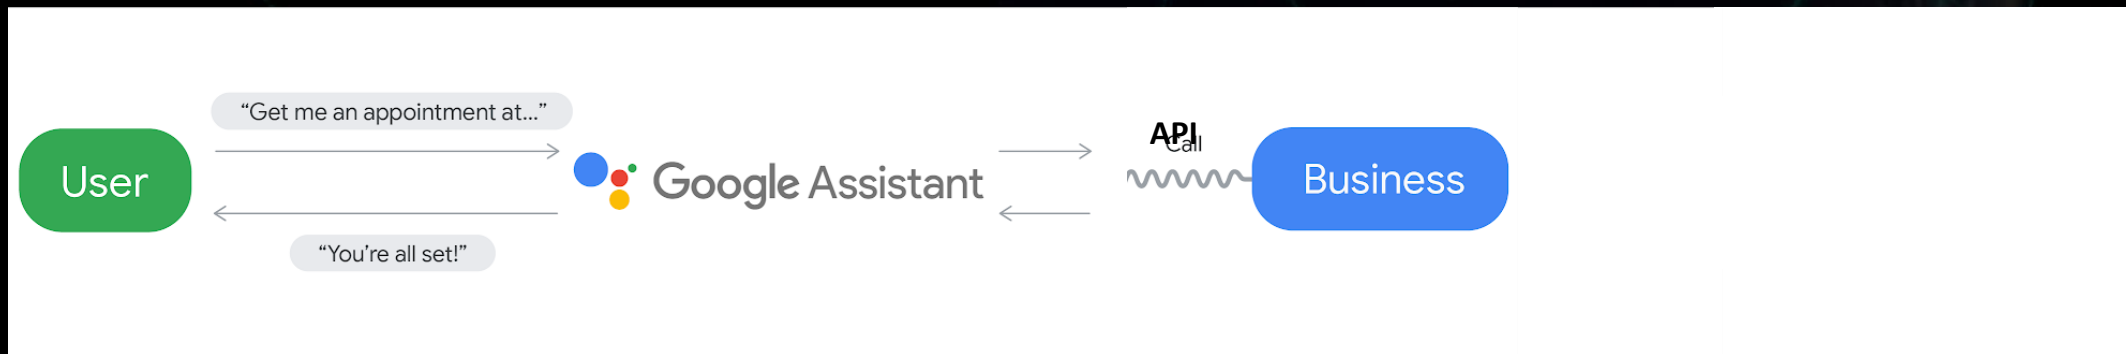 “Get me an appointment at...”
User
Google Assistant
API
Call
Business
“You’re all set!”